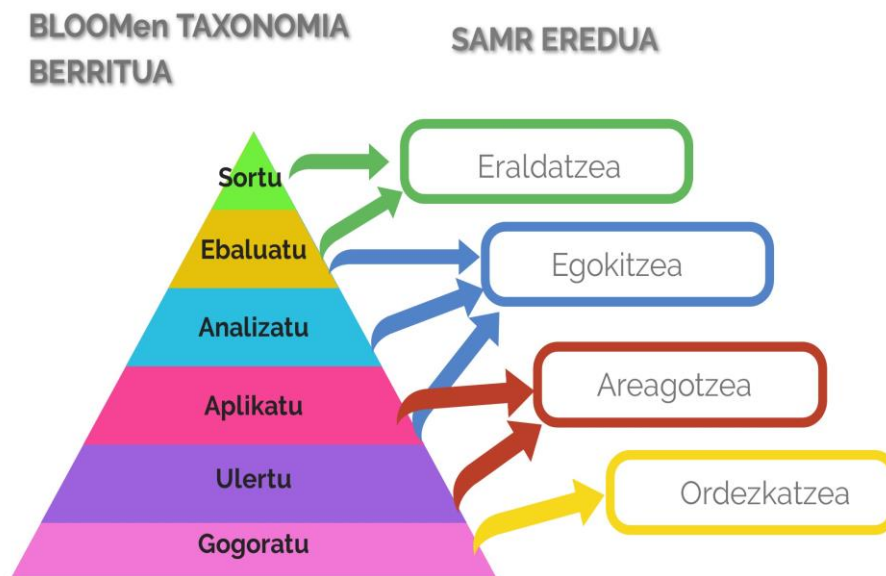 BLOOMen TAXONOMIA
BERRITUA
SAMR EREDUA
Sortu
Ebaluatu
Analizatu
Aplikatu
Ulertu
Gogoratu
Eraldatzea
Egokitzea
Areagotzea
Ordezkatzea